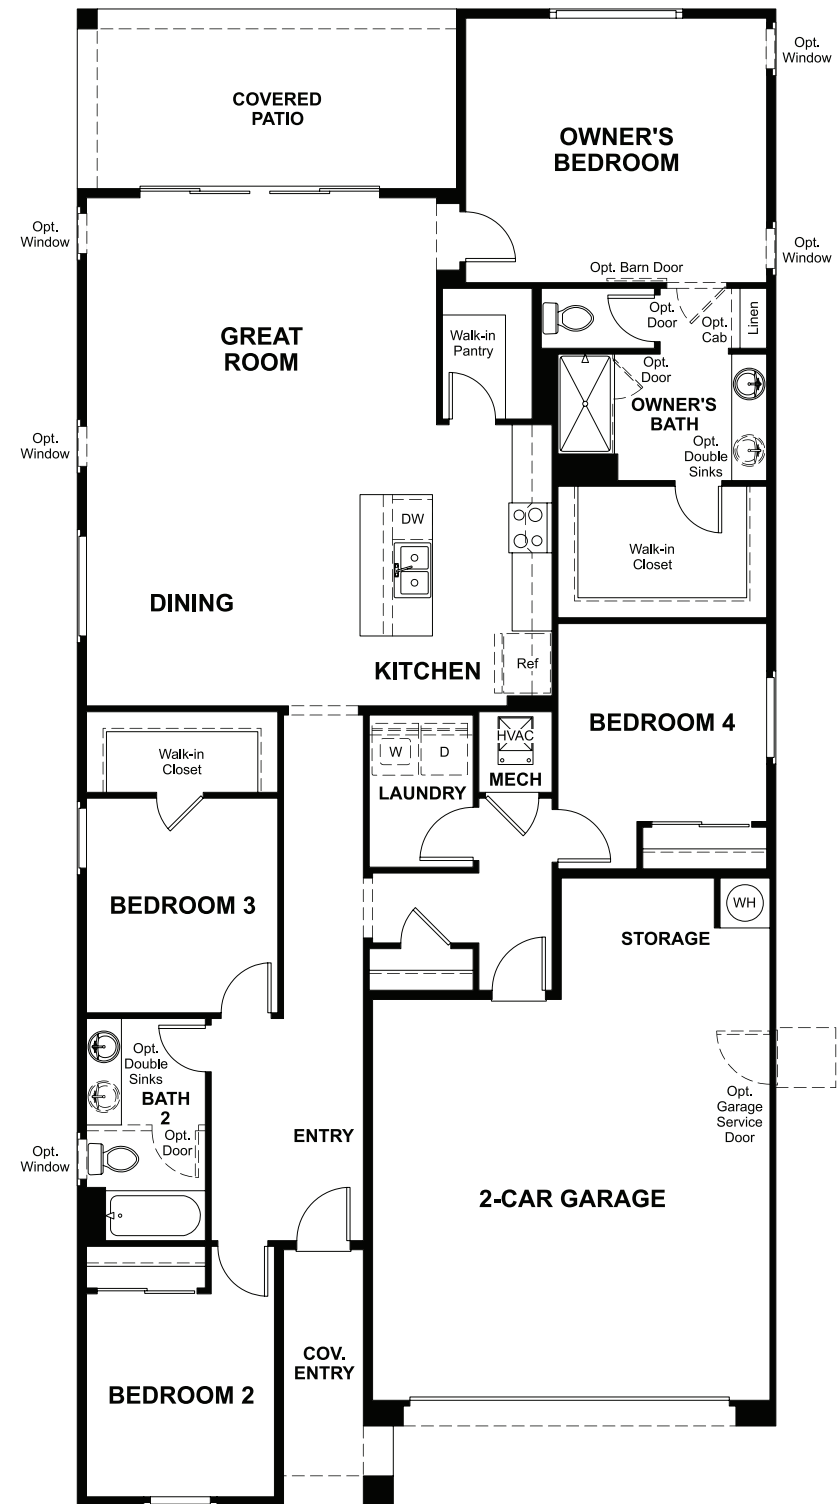 Opt.
Window
COVERED
PATIO
OWNER'S
BEDROOM
Opt.
Window
Opt.
Window
Opt. Barn Door
Opt.
Door
Opt.
Cab
Linen
GREAT
ROOM
Walk-in
Pantry
Opt.
Door
OWNER'S
BATH
Opt.
Double
Sinks
Opt.
Window
DW
Walk-in
Closet
DINING
KITCHEN
Ref
BEDROOM 4
Walk-in
Closet
W
D
LAUNDRY
HVAC
MECH
BEDROOM 3
STORAGE
WH
Opt.
Double
Sinks
BATH
2
Opt.
Door
Opt.
Window
ENTRY
Opt.
Garage
Service
Door
2-CAR GARAGE
COV.
ENTRY
BEDROOM 2